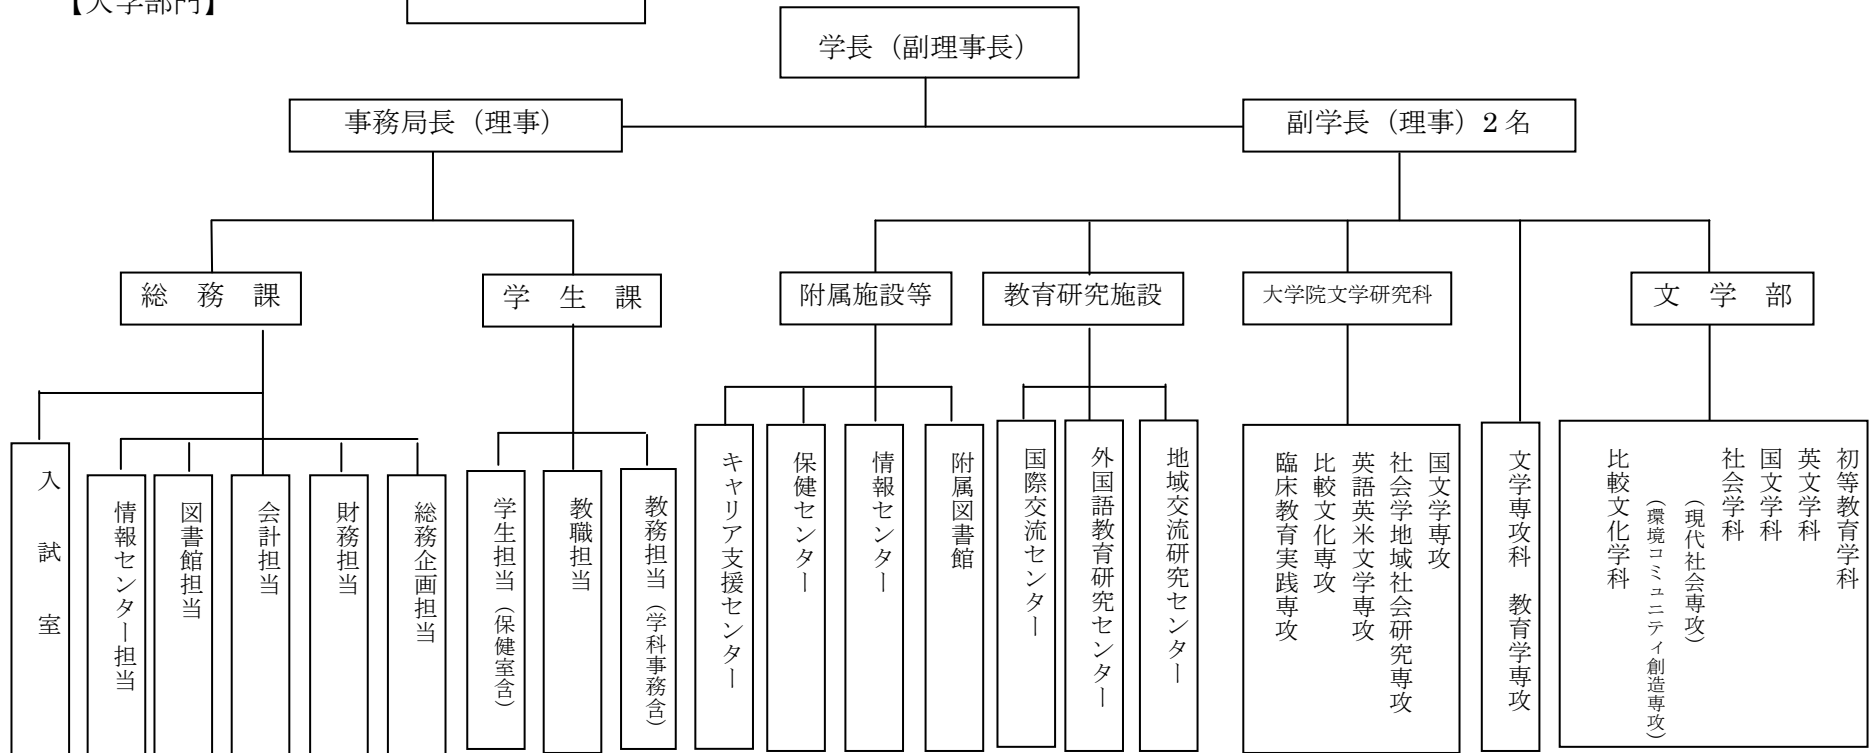 【大学部門】
学長（副理事長）
事務局長（理事）
副学長（理事）2名
総務課
学生課
附属施設等
教育研究施設
大学院文学研究科
文学部
入試室
情報センター担当
図書館担当
会計担当
財務担当
総務企画担当
学生担当（保健室含）
教職担当
教務担当（学科事務含）
キャリア支援センター
保健センター
情報センター
附属図書館
国際交流センター
外国語教育研究センター
地域交流研究センター
国文学専攻
社会学地域社会研究専攻
英語英米文学専攻
比較文化専攻
臨床教育実践専攻
文学専攻科 教育学専攻
初等教育学科
英文学科
国文学科
社会学科
（現代社会専攻）
（環境コミュニティ創造専攻）
比較文化学科